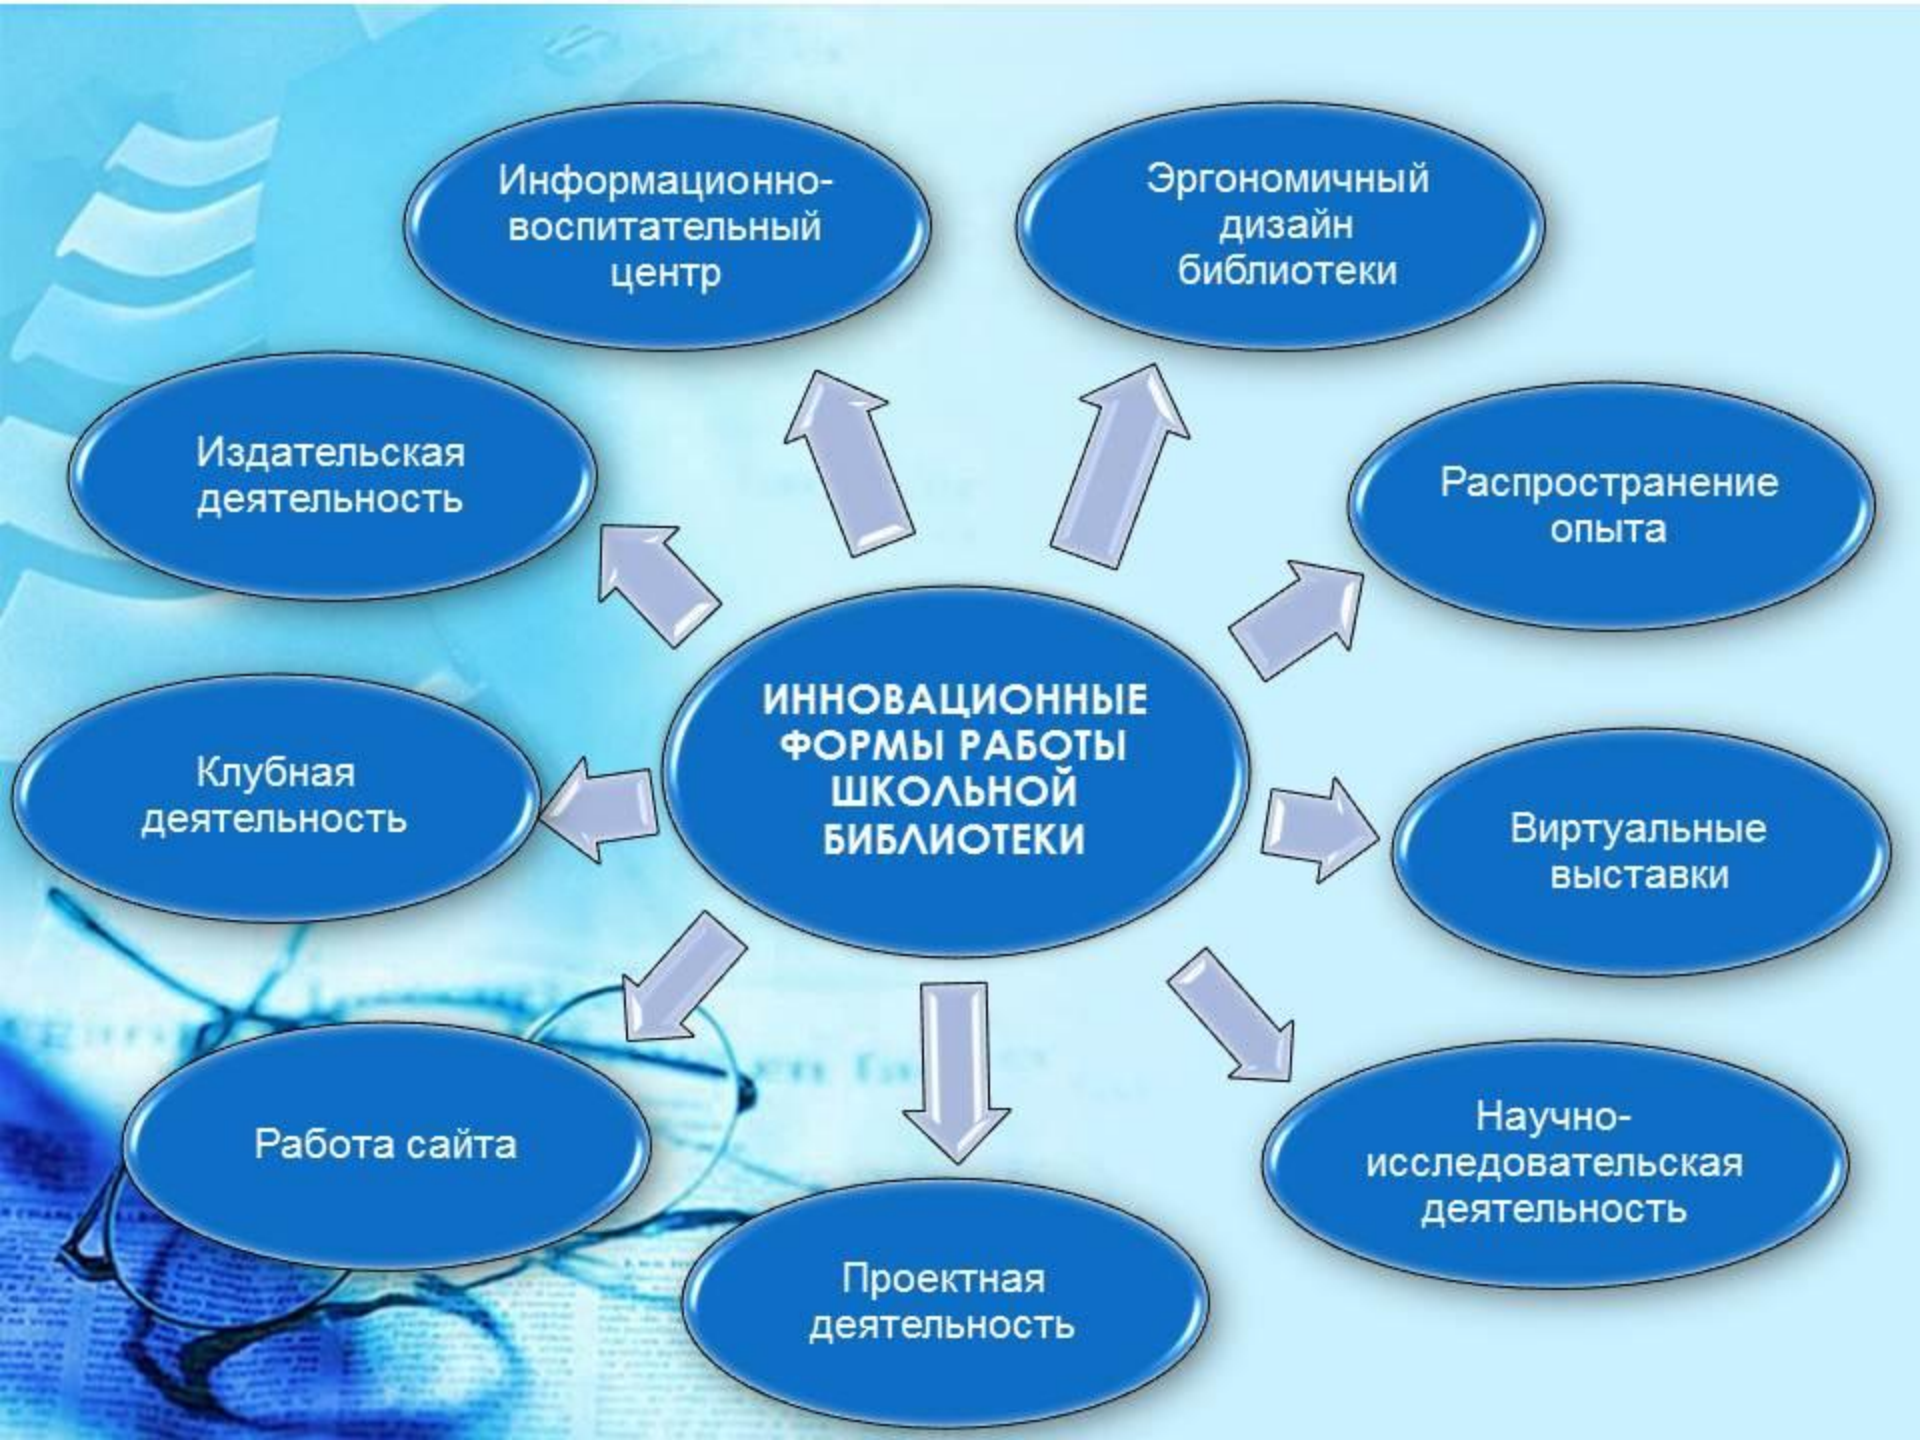 Информационно-
воспитательный
центр
Эргономичный
дизайн
библиотеки
Издательская
деятельность
Распространение
опыта
ИННОВАЦИОННЫЕ
ФОРМЫ РАБОТЫ
ШКОЛЬНОЙ
БИБЛИОТЕКИ
Клубная
деятельность
Виртуальные
выставки
Работа сайта
Научно-
исследовательская
деятельность
Проектная
деятельность